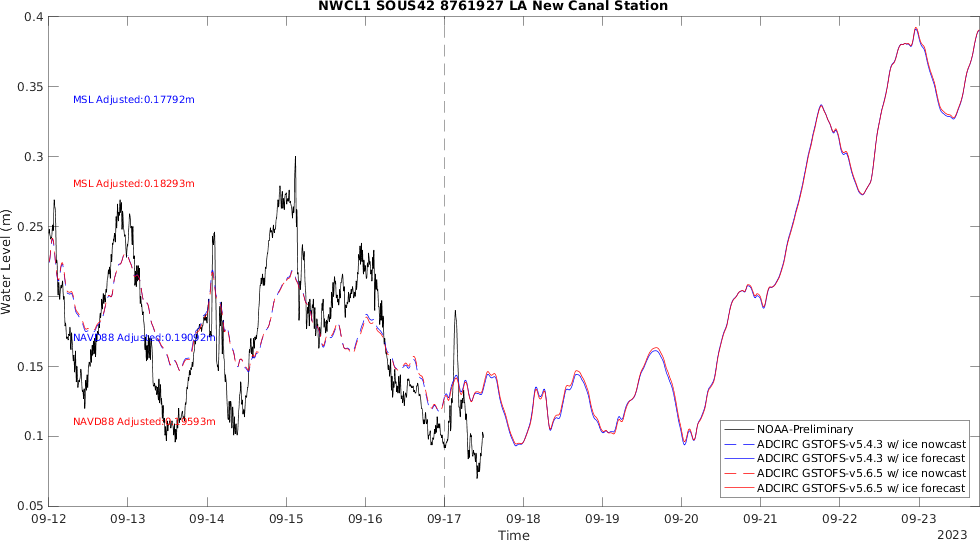 NWCL1 SOUS42 8761927 LA New Canal Station
0.4
0.35
0.3
0.25
0.2
0.15
0.1
0.05
Water Level (m)
MSL Adjusted:0.17792m
MSL Adjusted:0.18293m
NAVD88 Adjusted:0.19092m
NAVD88 Adjusted:0.19593m
NOAA-Preliminary
ADCIRC GSTOFS-v5.4.3 w/ ice nowcast
ADCIRC GSTOFS-v5.4.3 w/ ice forecast
ADCIRC GSTOFS-v5.6.5 w/ ice nowcast
ADCIRC GSTOFS-v5.6.5 w/ ice forecast
09-12 09-13 09-14 09-15 09-16 09-17 09-18 09-19 09-20 09-21 09-22 09-23
Time
2023